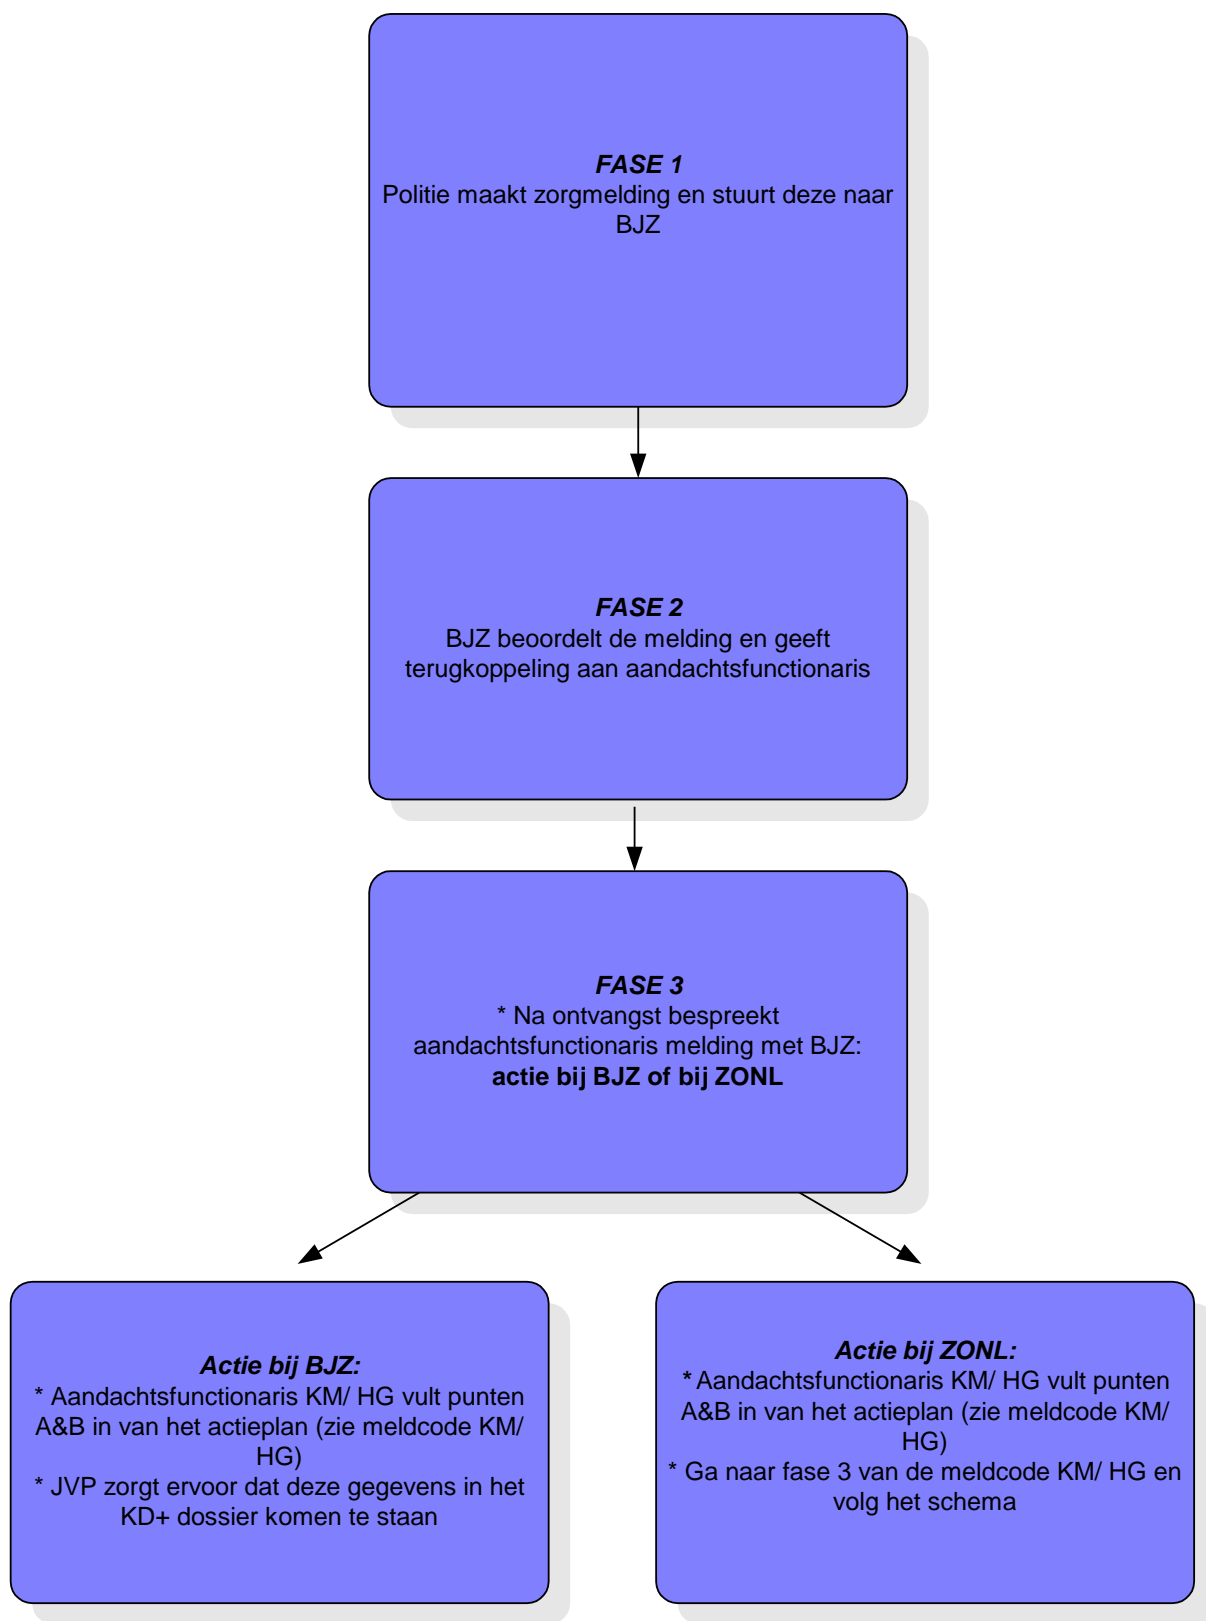 FASE 1
Politie maakt zorgmelding en stuurt deze naar
BJZ
FASE 2
BJZ beoordelt de melding en geeft
terugkoppeling aan aandachtsfunctionaris
FASE 3
* Na ontvangst bespreekt
aandachtsfunctionaris melding met BJZ:
actie bij BJZ of bij ZONL
Actie bij BJZ:
* Aandachtsfunctionaris KM/ HG vult punten
A&B in van het actieplan (zie meldcode KM/
HG)
* JVP zorgt ervoor dat deze gegevens in het
KD+ dossier komen te staan
Actie bij ZONL:
* Aandachtsfunctionaris KM/ HG vult punten
A&B in van het actieplan (zie meldcode KM/
HG)
* Ga naar fase 3 van de meldcode KM/ HG en
volg het schema